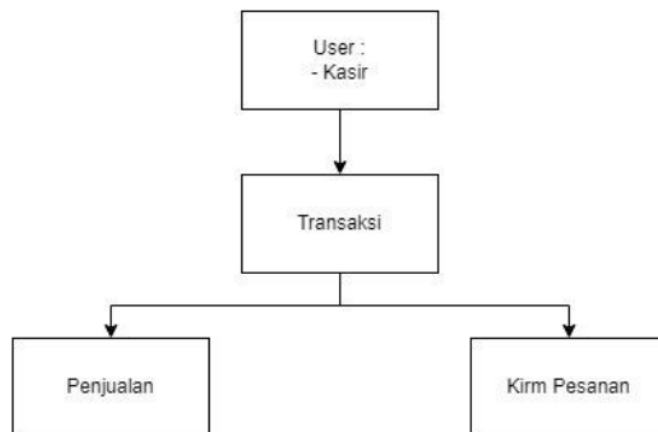 User :
- Kasir
Transaksi
Penjualan
Kirm Pesanan